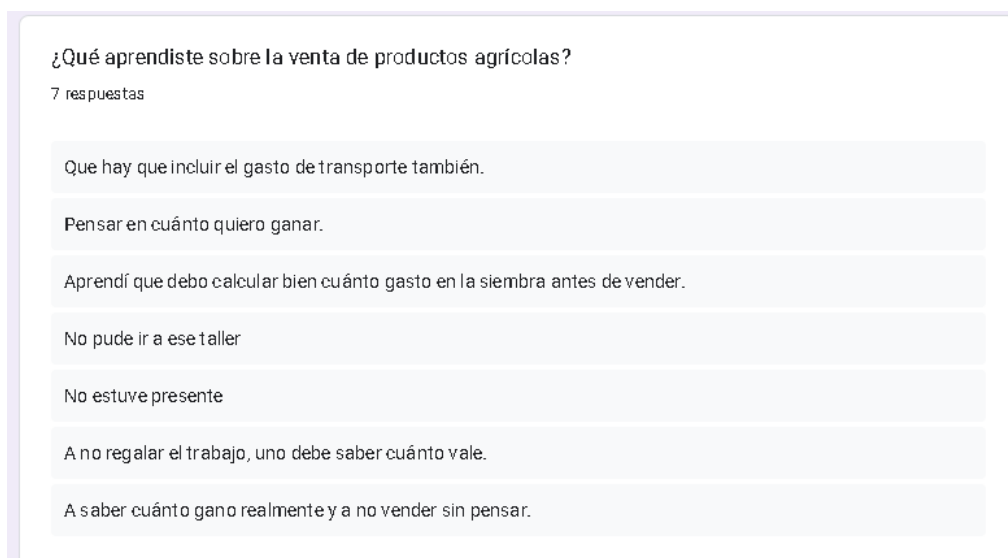 ¿Qué aprendiste sobre la venta de productos agrícolas?
7 respuestas
Que hay que incluir el gasto de transporte también.
Pensar en cuánto quiero ganar.
Aprendí que debo calcular bien cuánto gasto en la siembra antes de vender.
No pude ir a ese taller
No estuve presente
A no regalar el trabajo, uno debe saber cuánto vale.
A saber cuánto gano realmente y a no vender sin pensar.